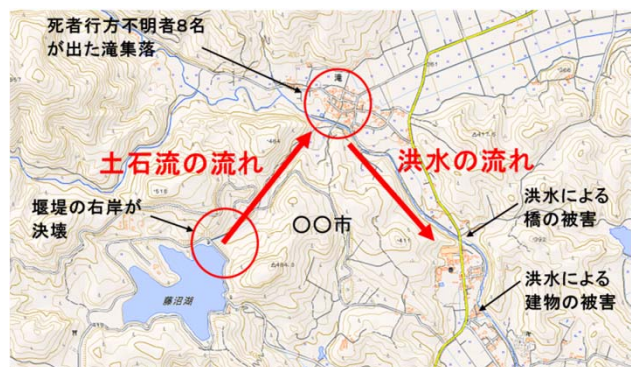 死者行方不明者8名
が出た滝集落
滝
土石流の流れ
洪水の流れ
堰堤の右岸が
決壊
〇〇市
洪水による
橋の被害
藤沼湖
洪水による
建物の被害